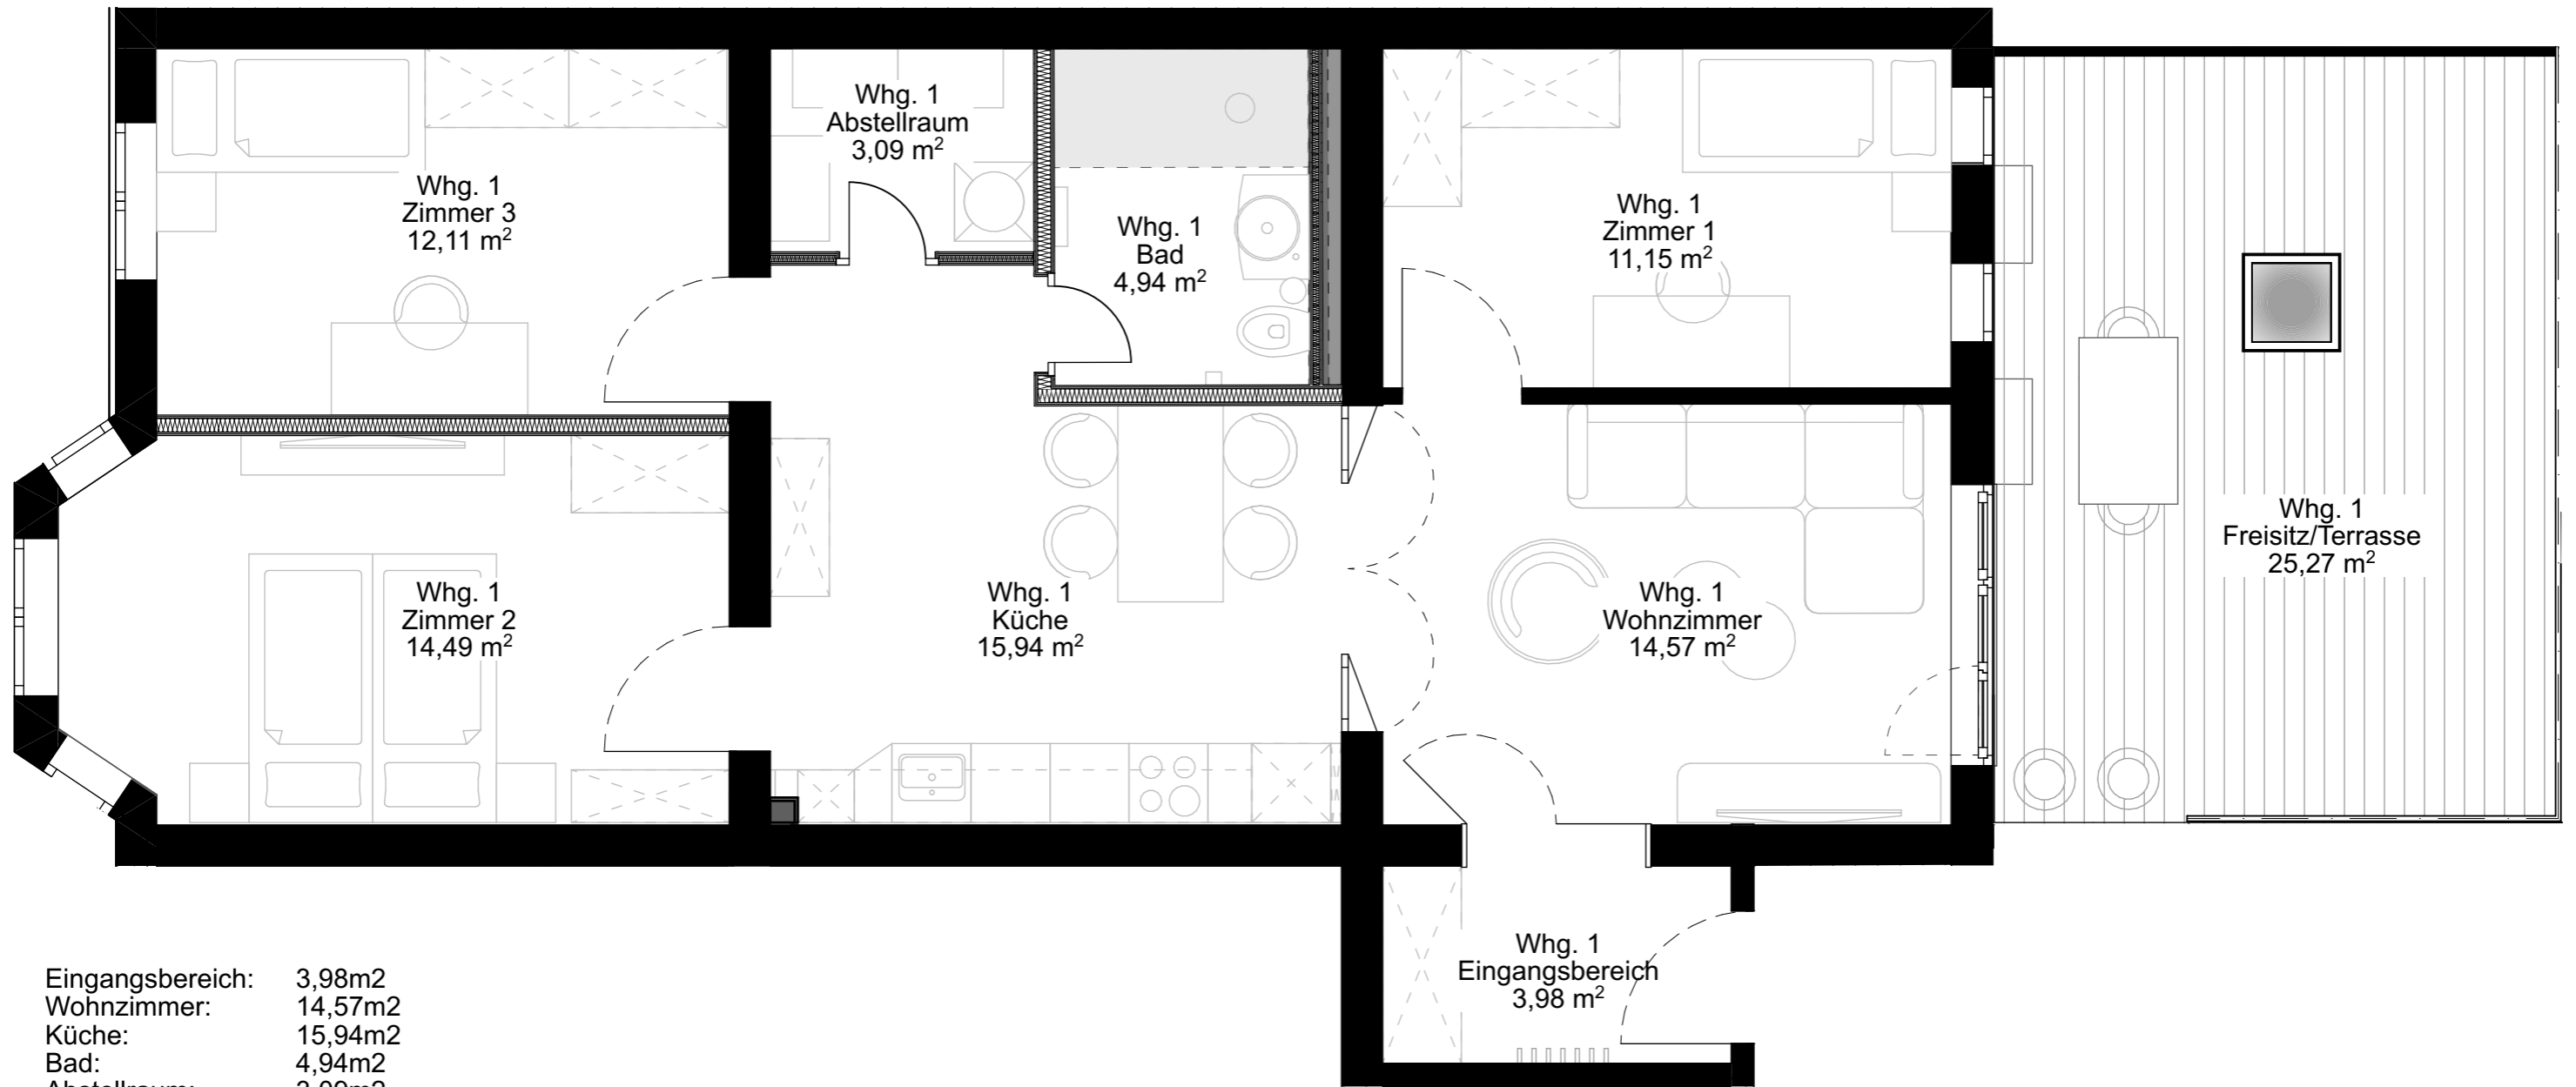 Whg. 1
Zimmer 3
12,11 m²
Whg. 1
Abstellraum
3,09 m²
Whg. 1
Bad
4,94 m²
Whg. 1
Zimmer 1
11,15 m²
Whg. 1
Zimmer 2
14,49 m²
Whg. 1
Küche
15,94 m²
Whg. 1
Wohnzimmer
14,57 m²
Whg. 1
Freisitz/Terrasse
25,27 m²
Whg. 1
Eingangsbereich
3,98 m²
Eingangsbereich: 3,98m2
Wohnzimmer: 14,57m2
Küche: 15,94m2
Bad: 4,94m2
Abstellraum: 3,09m2